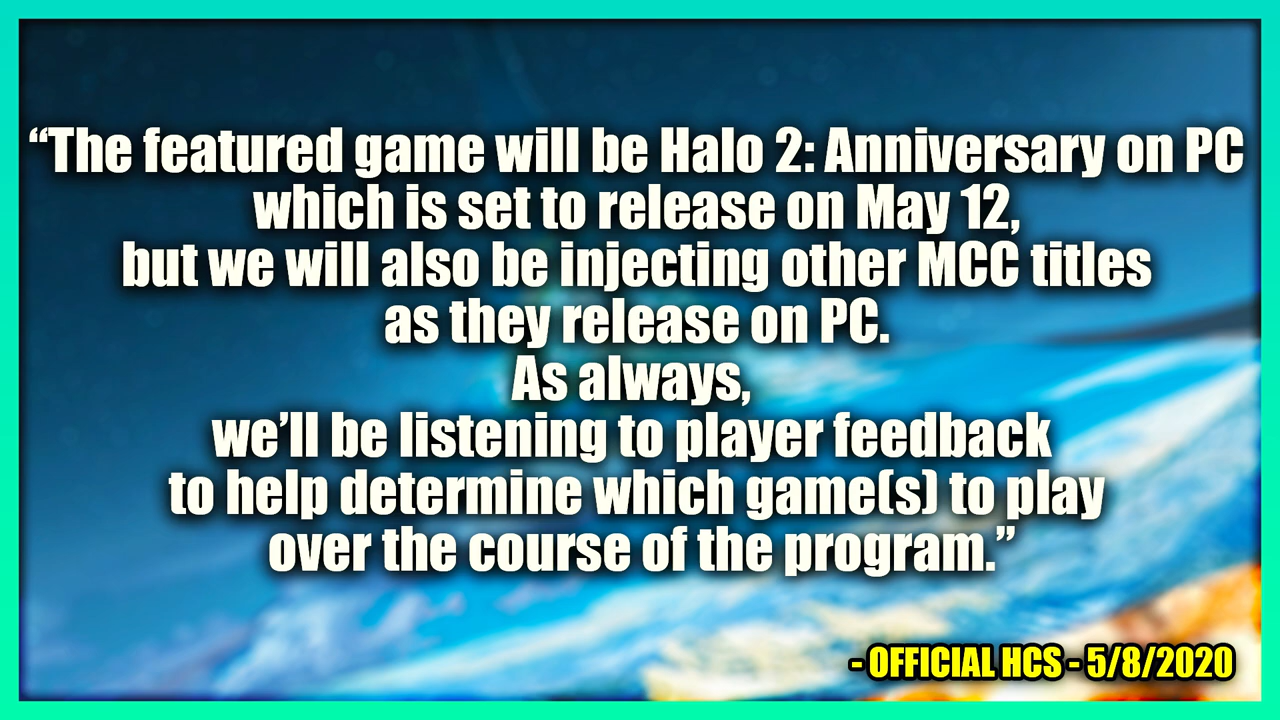 “The featured game will be Halo 2: Anniversary on PC
which is set to release on May 12,
but we will also be injecting other MCC titles
as they release on PC.
As always,
we’ll be listening to player feedback
to help determine which game(s) to play
over the course of the program.”
- OFFICIAL HCS - 5/8/2020